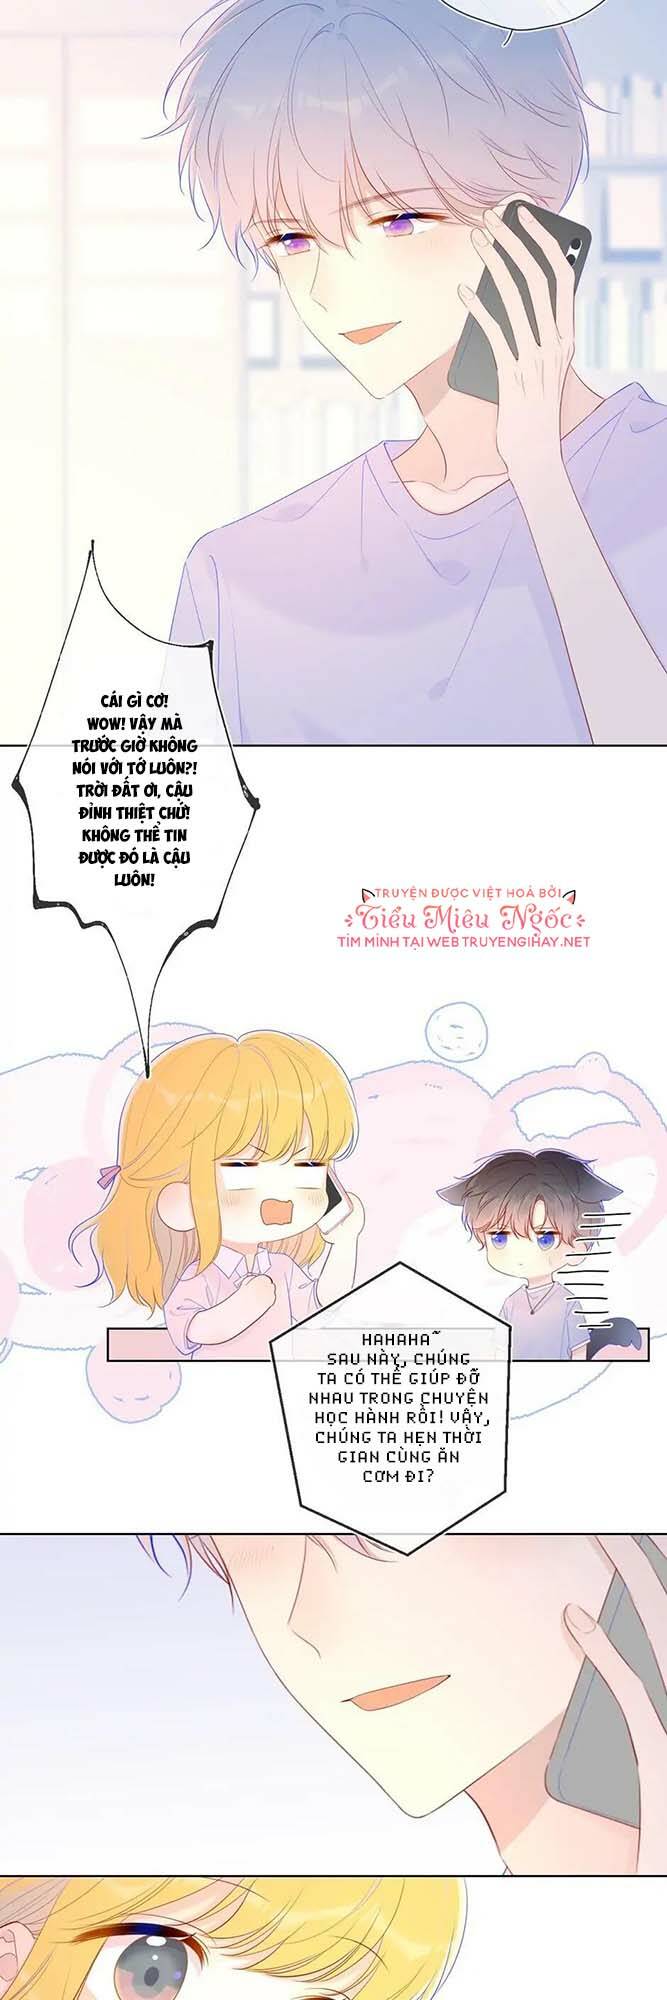 CÁI GÌ CƠ!
WOW! VẬY MÀ
TRƯỚC GIỜ KHÔNG
NÓI VỚI TỚ LUÔN?!
TRỜI ĐẤT ƠI, CẬU
ĐỈNH THIỆT CHỨ!
KHÔNG THỂ TIN
ĐƯỢC ĐÓ LÀ CẬU
LUÔN!
TRUYỆN ĐƯỢC VIỆT HOÁ BỞI
Tiểu Miêu Ngốc
TÌM MÌNH TẠI WEB TRUYENGIHAY.NET
HAHAHA~
SAU NÀY, CHÚNG
TA CÓ THỂ GIÚP ĐỠ
NHAU TRONG CHUYỆN
HỌC HÀNH RỒI! VẬY,
CHÚNG TA HẸN THỜI
GIAN CÙNG ĂN
CƠM ĐI?